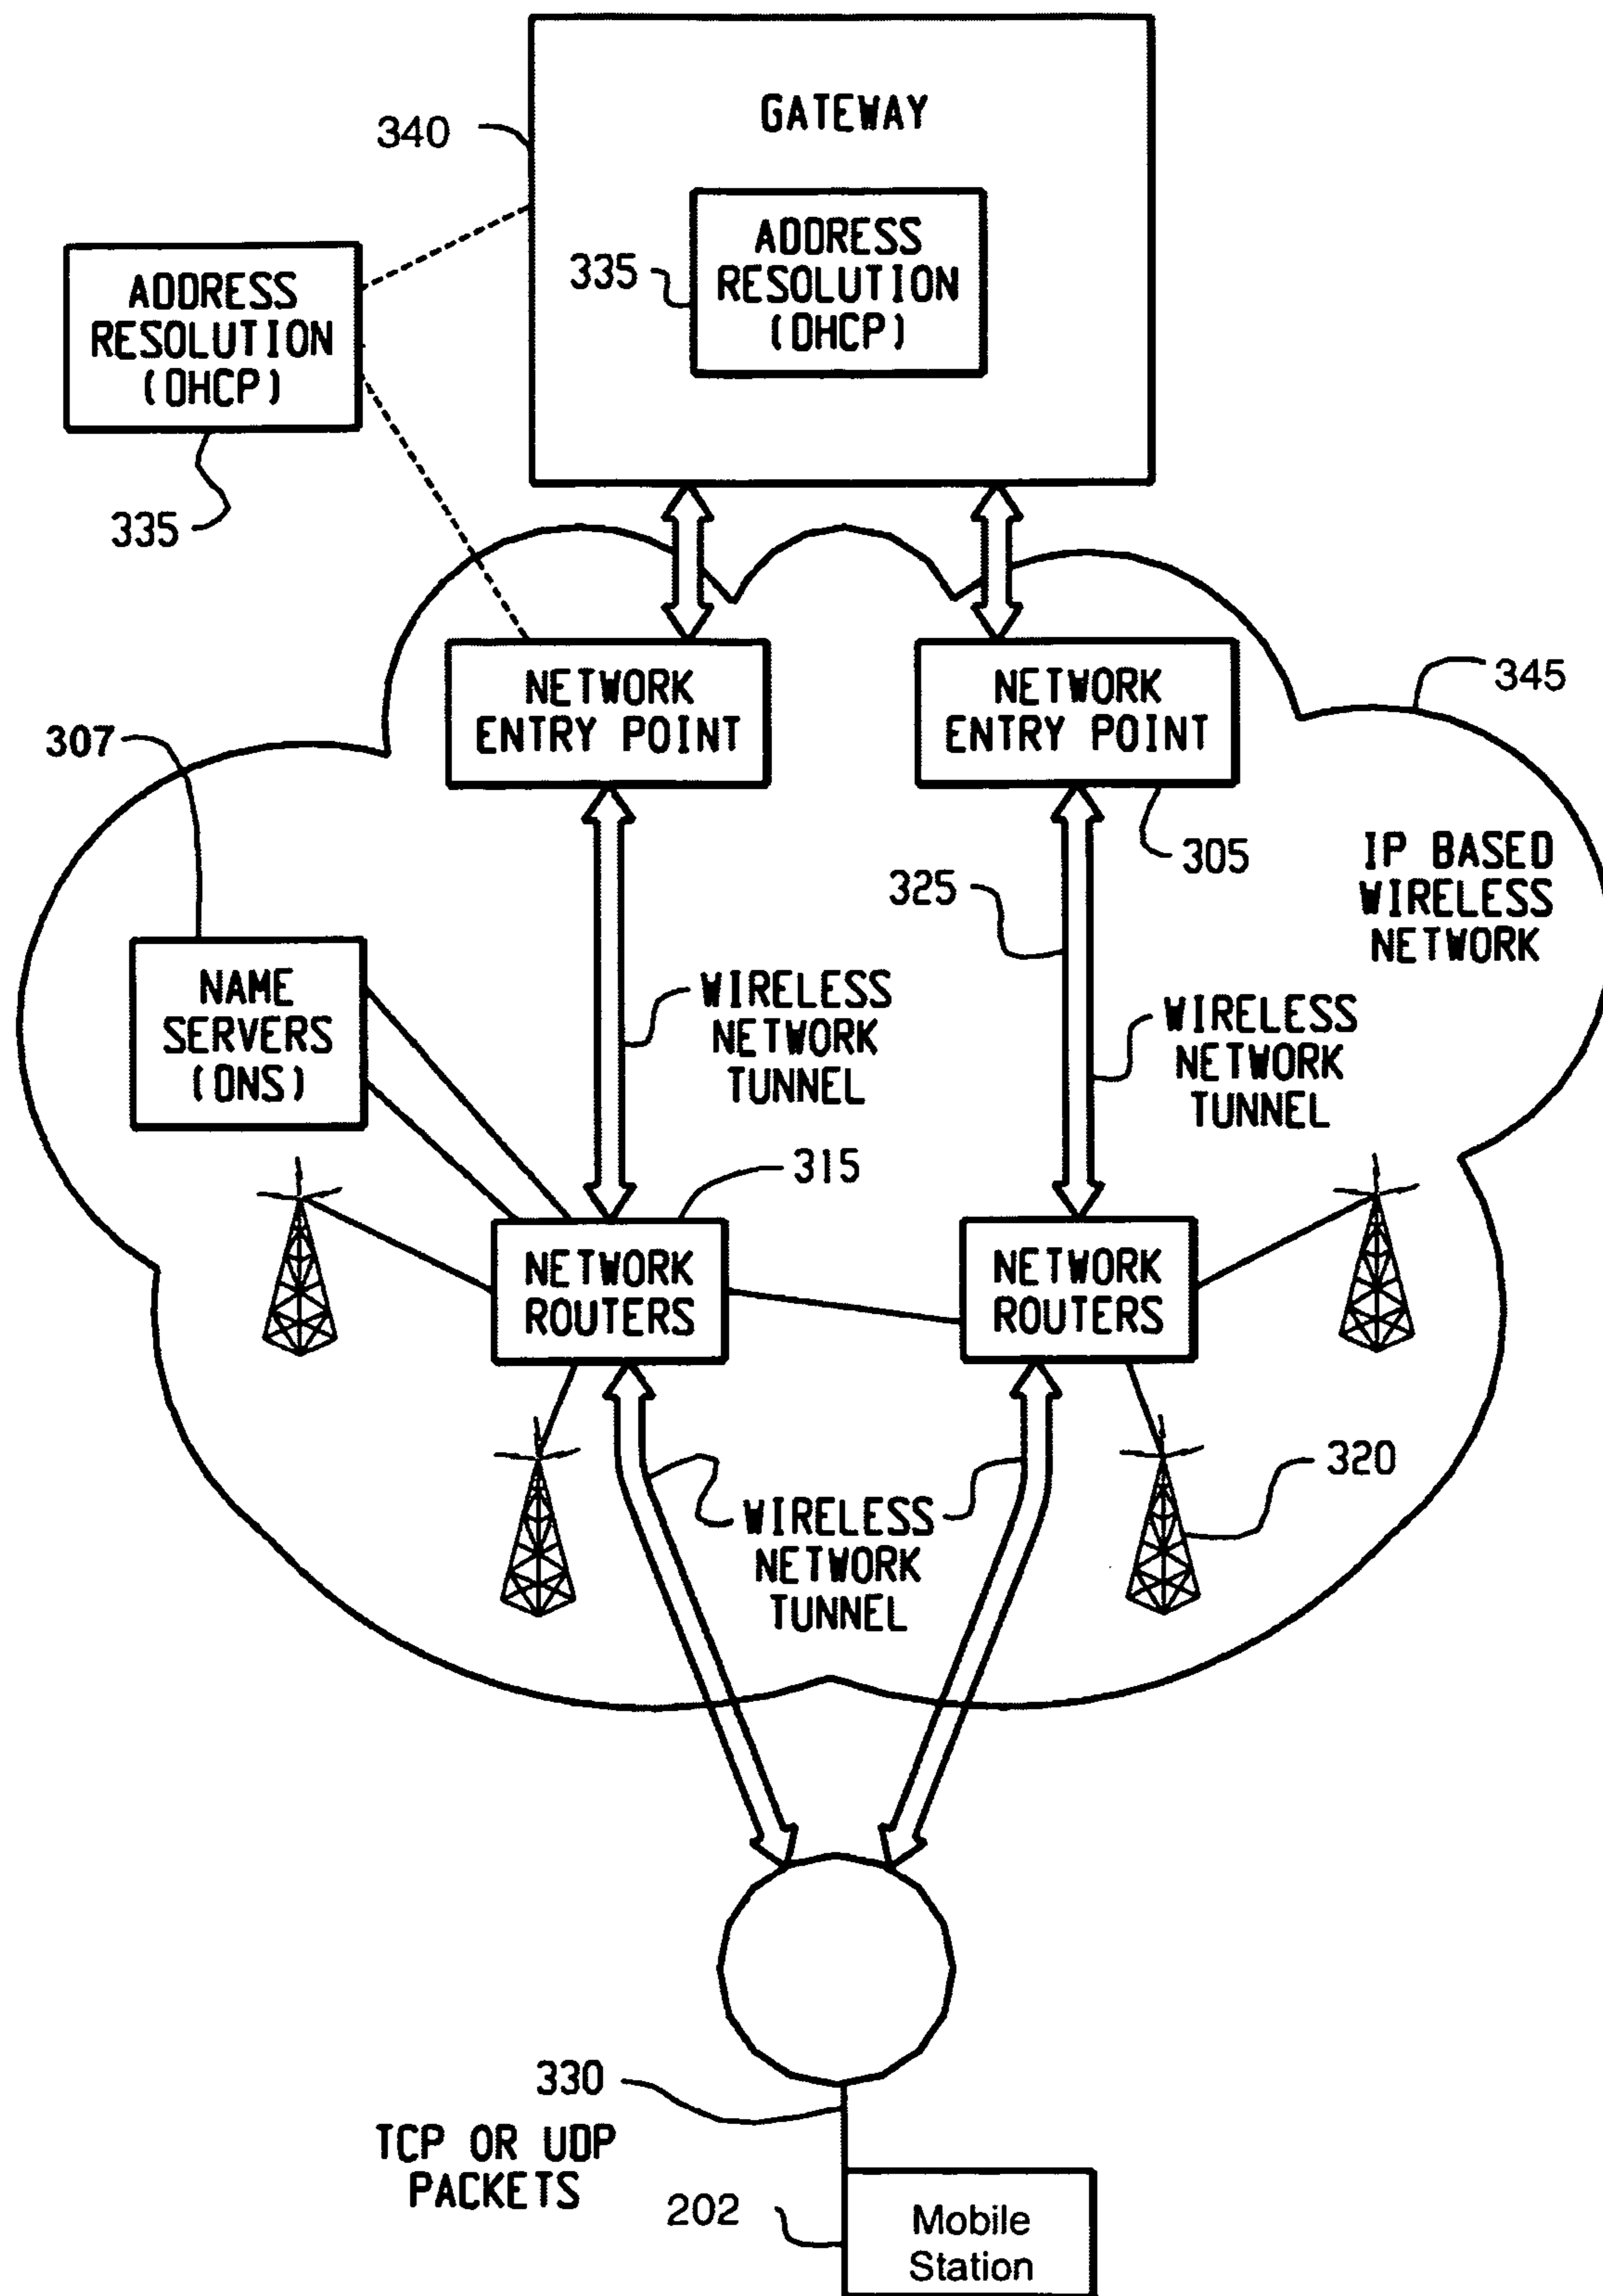 GATEWAY
340
ADDRESS
RESOLUTION
(DHCP)
335
ADDRESS
RESOLUTION
(DHCP)
335
NETWORK
ENTRY POINT
NETWORK
ENTRY POINT
345
307
305
325
IP BASED
WIRELESS
NETWORK
NAME
SERVERS
(DNS)
WIRELESS
NETWORK
TUNNEL
WIRELESS
NETWORK
TUNNEL
315
NETWORK
ROUTERS
NETWORK
ROUTERS
320
WIRELESS
NETWORK
TUNNEL
330
TCP OR UDP
PACKETS
202
Mobile
Station